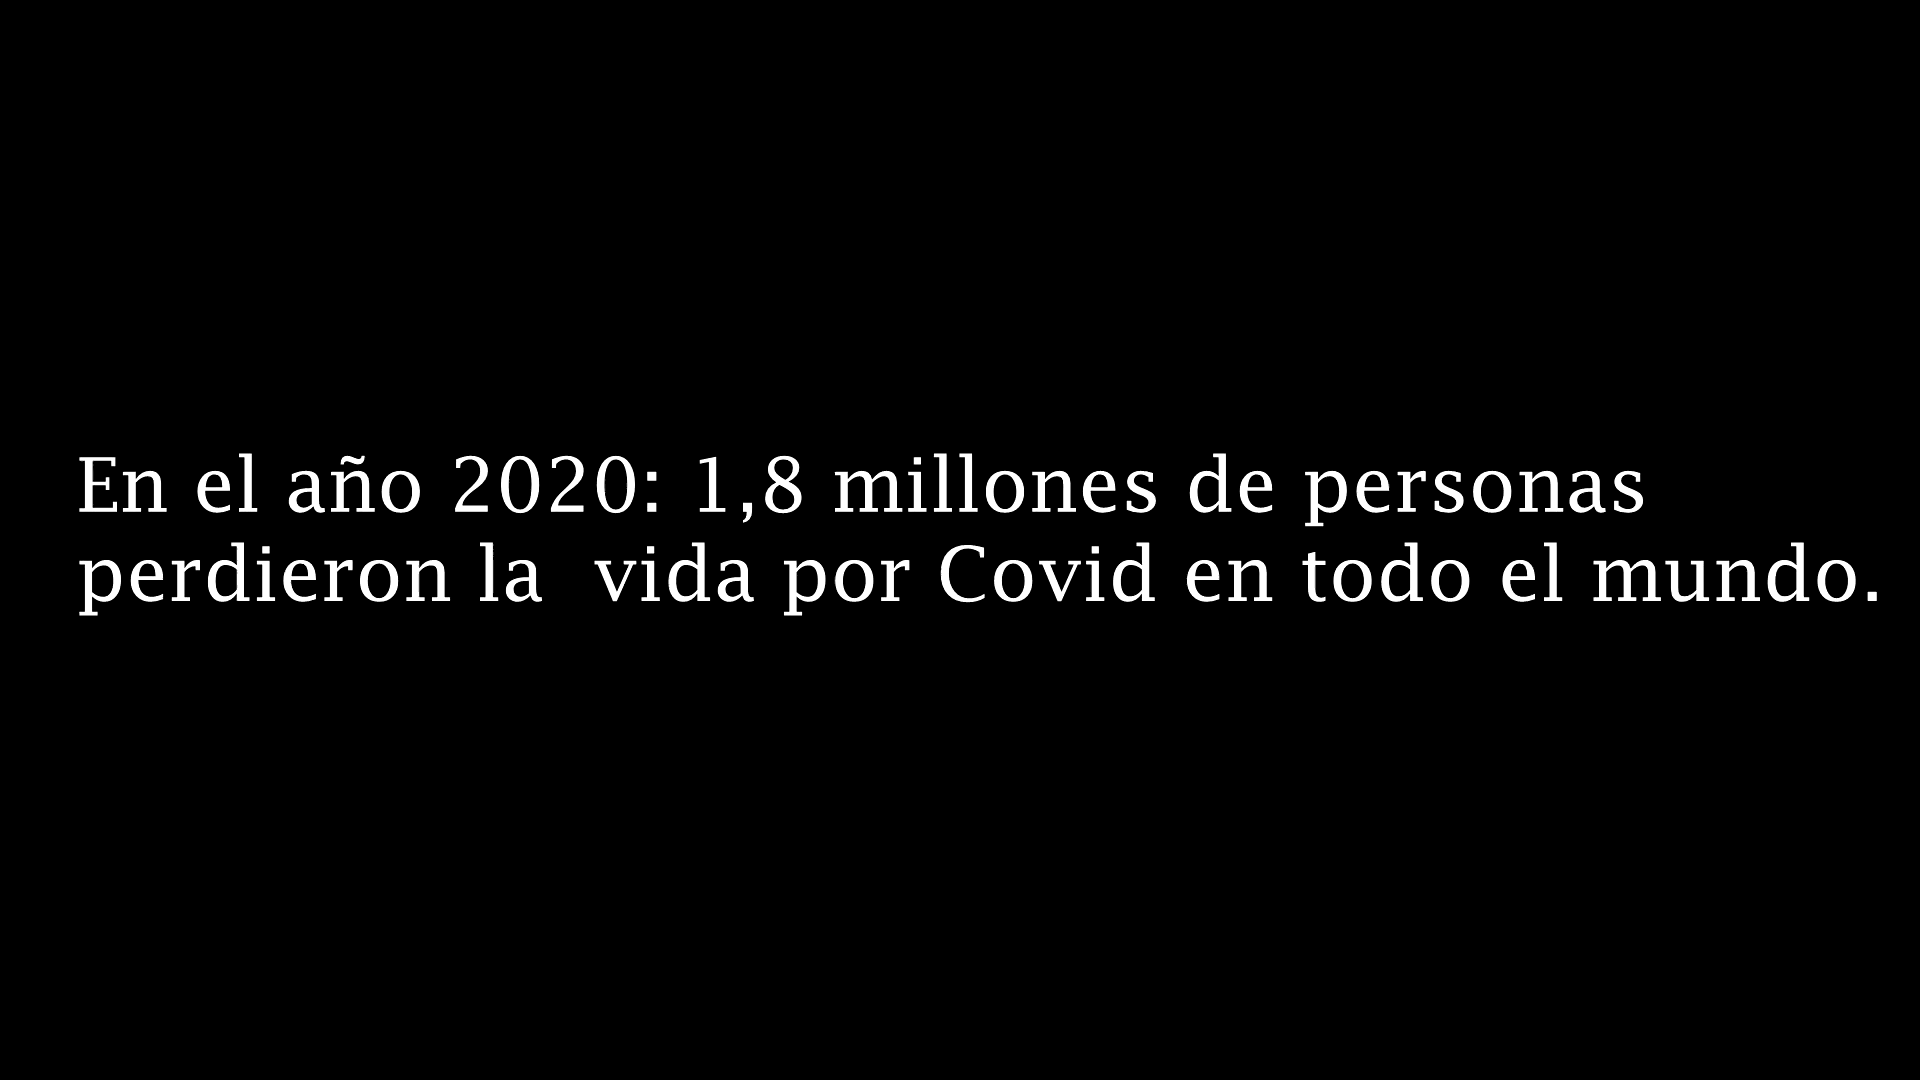 En el año 2020: 1,8 millones de personas
perdieron la  vida por Covid en todo el mundo.